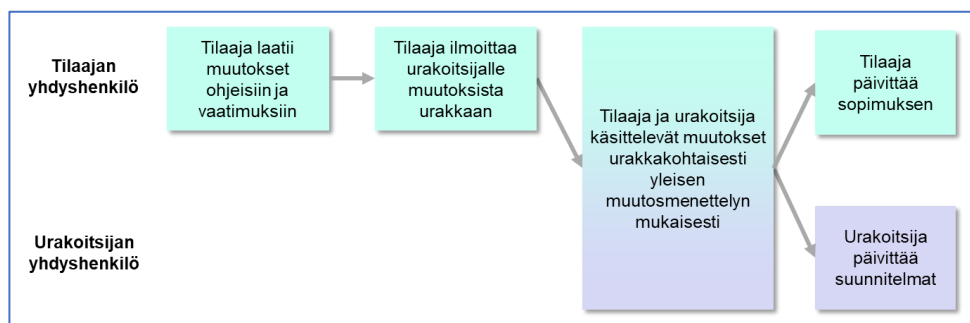 Tilaajan
yhdyshenkilö
Tilaaja laatii
muutokset
ohjeisiin ja
vaatimuksiin
Tilaaja ilmoittaa
urakoitsijalle
muutoksista
urakkaan
Tilaaja ja urakoitsija
käsittelevät muutokset
urakkakohtaisesti
yleisen
muutosmenettelyn
mukaisesti
Tilaaja
päivittää
sopimuksen
Urakoitsijan
yhdyshenkilö
Urakoitsija
päivittää
suunnitelmat